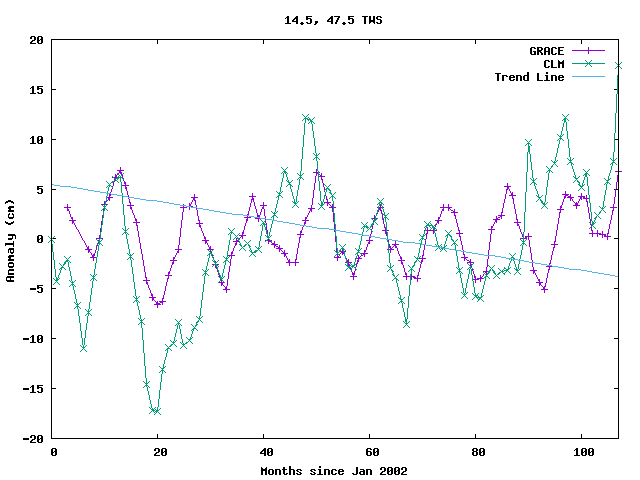 14.5, 47.5 TWS
GRACE
CLM
Trend Line
20
15
10
5
0
-5
-10
-15
-20
Anomaly (cm)
0 20 40 60 80 100
Months since Jan 2002